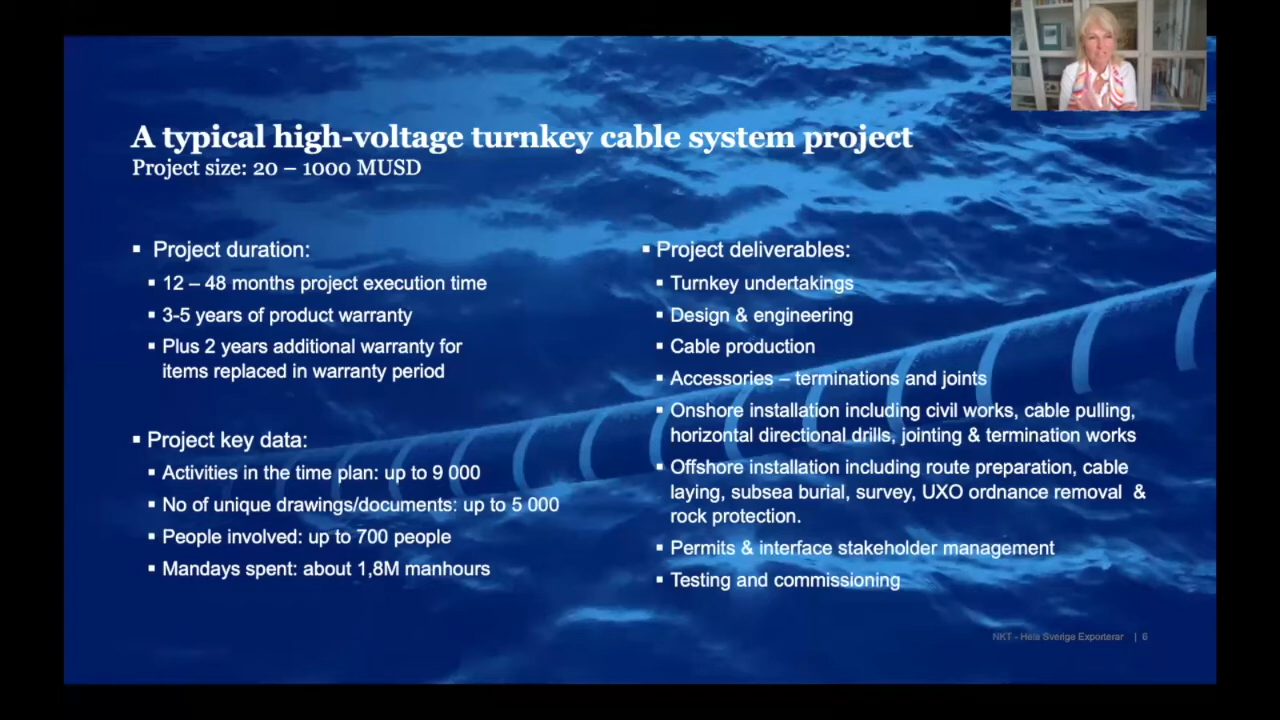 A typical high-voltage turnkey cable system project
Project size: 20 – 1000 MUSD
▪ Project duration:
▪ 12 – 48 months project execution time
▪ 3-5 years of product warranty
▪ Plus 2 years additional warranty for
items replaced in warranty period
▪ Project key data:
▪ Activities in the time plan: up to 9 000
▪ No of unique drawings/documents: up to 5 000
▪ People involved: up to 700 people
▪ Mandays spent: about 1,8M manhours
▪ Project deliverables:
▪ Turnkey undertakings
▪ Design & engineering
▪ Cable production
▪ Accessories – terminations and joints
▪ Onshore installation including civil works, cable pulling,
horizontal directional drills, jointing & termination works
▪ Offshore installation including route preparation, cable
laying, subsea burial, survey, UXO ordnance removal &
rock protection.
▪ Permits & interface stakeholder management
▪ Testing and commissioning
NKT - Hela Sverige Exporterar | 6